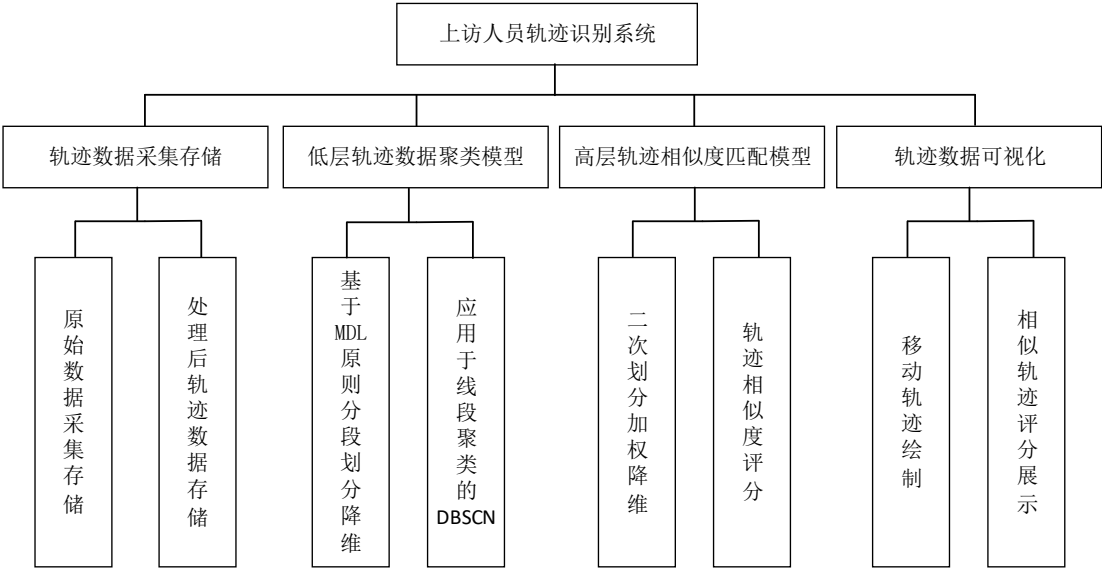 上访人员轨迹识别系统
轨迹数据采集存储
低层轨迹数据聚类模型
高层轨迹相似度匹配模型
轨迹数据可视化
原始数据采集存储
处理后轨迹数据存储
基于MDL原则分段划分降维
应用于线段聚类的DBSCN
二次划分加权降维
轨迹相似度评分
移动轨迹绘制
相似轨迹评分展示